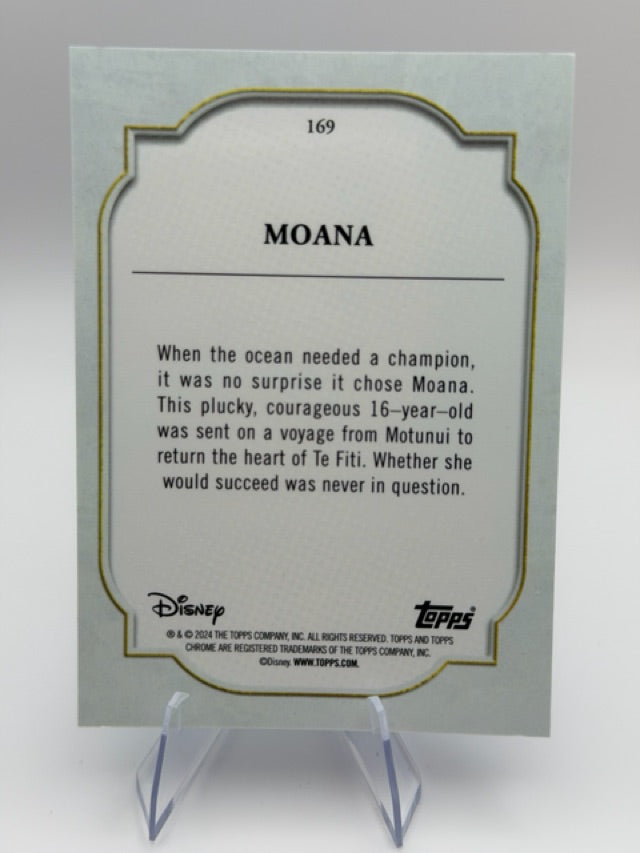 169
MOANA
When the ocean needed a champion,
it was no surprise it chose Moana.
This plucky, courageous 16–year–old
was sent on a voyage from Motunui to
return the heart of Te Fiti. Whether she
would succeed was never in question.
Disney
topps®
® & © 2024 THE TOPPS COMPANY, INC. ALL RIGHTS RESERVED. TOPPS AND TOPPS
CHROME ARE REGISTERED TRADEMARKS OF THE TOPPS COMPANY, INC.
©Disney. WWW.TOPPS.COM.